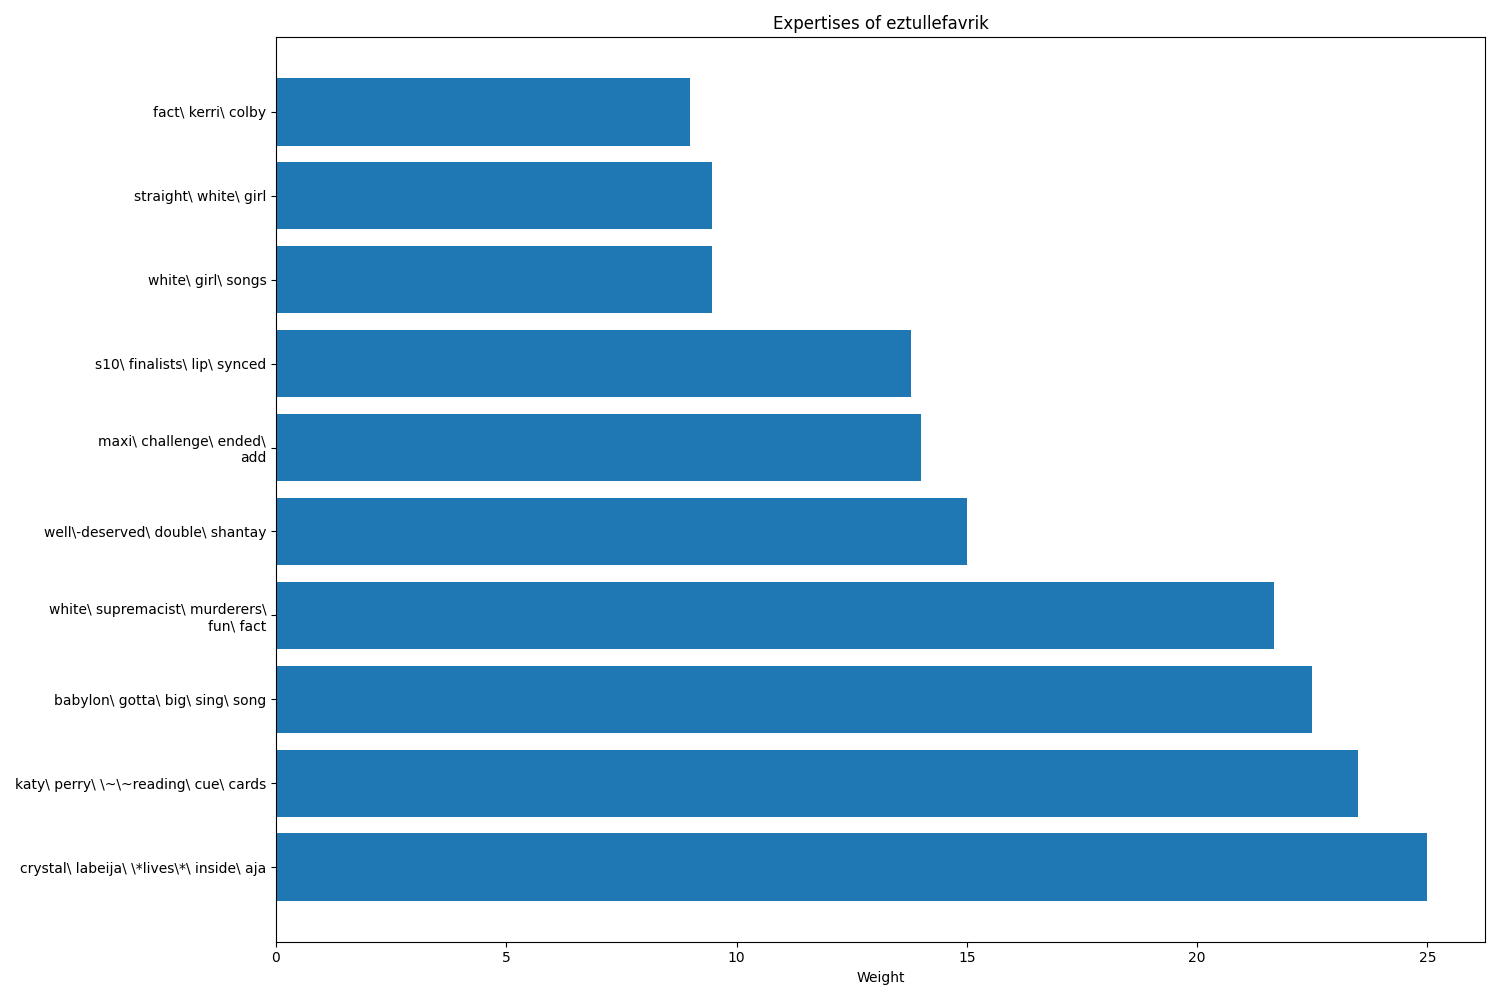 Expertises of eztullefavrik
fact\ kerri\ colby
straight\ white\ girl
white\ girl\ songs
s10\ finalists\ lip\ synced
maxi\ challenge\ ended\
add
well\-deserved\ double\ shantay
white\ supremacist\ murderers\
fun\ fact
babylon\ gotta\ big\ sing\ song
katy\ perry\ \~\~reading\ cue\ cards
crystal\ labeija\ \*lives\*\ inside\ aja
0 5 10 15 20 25
Weight